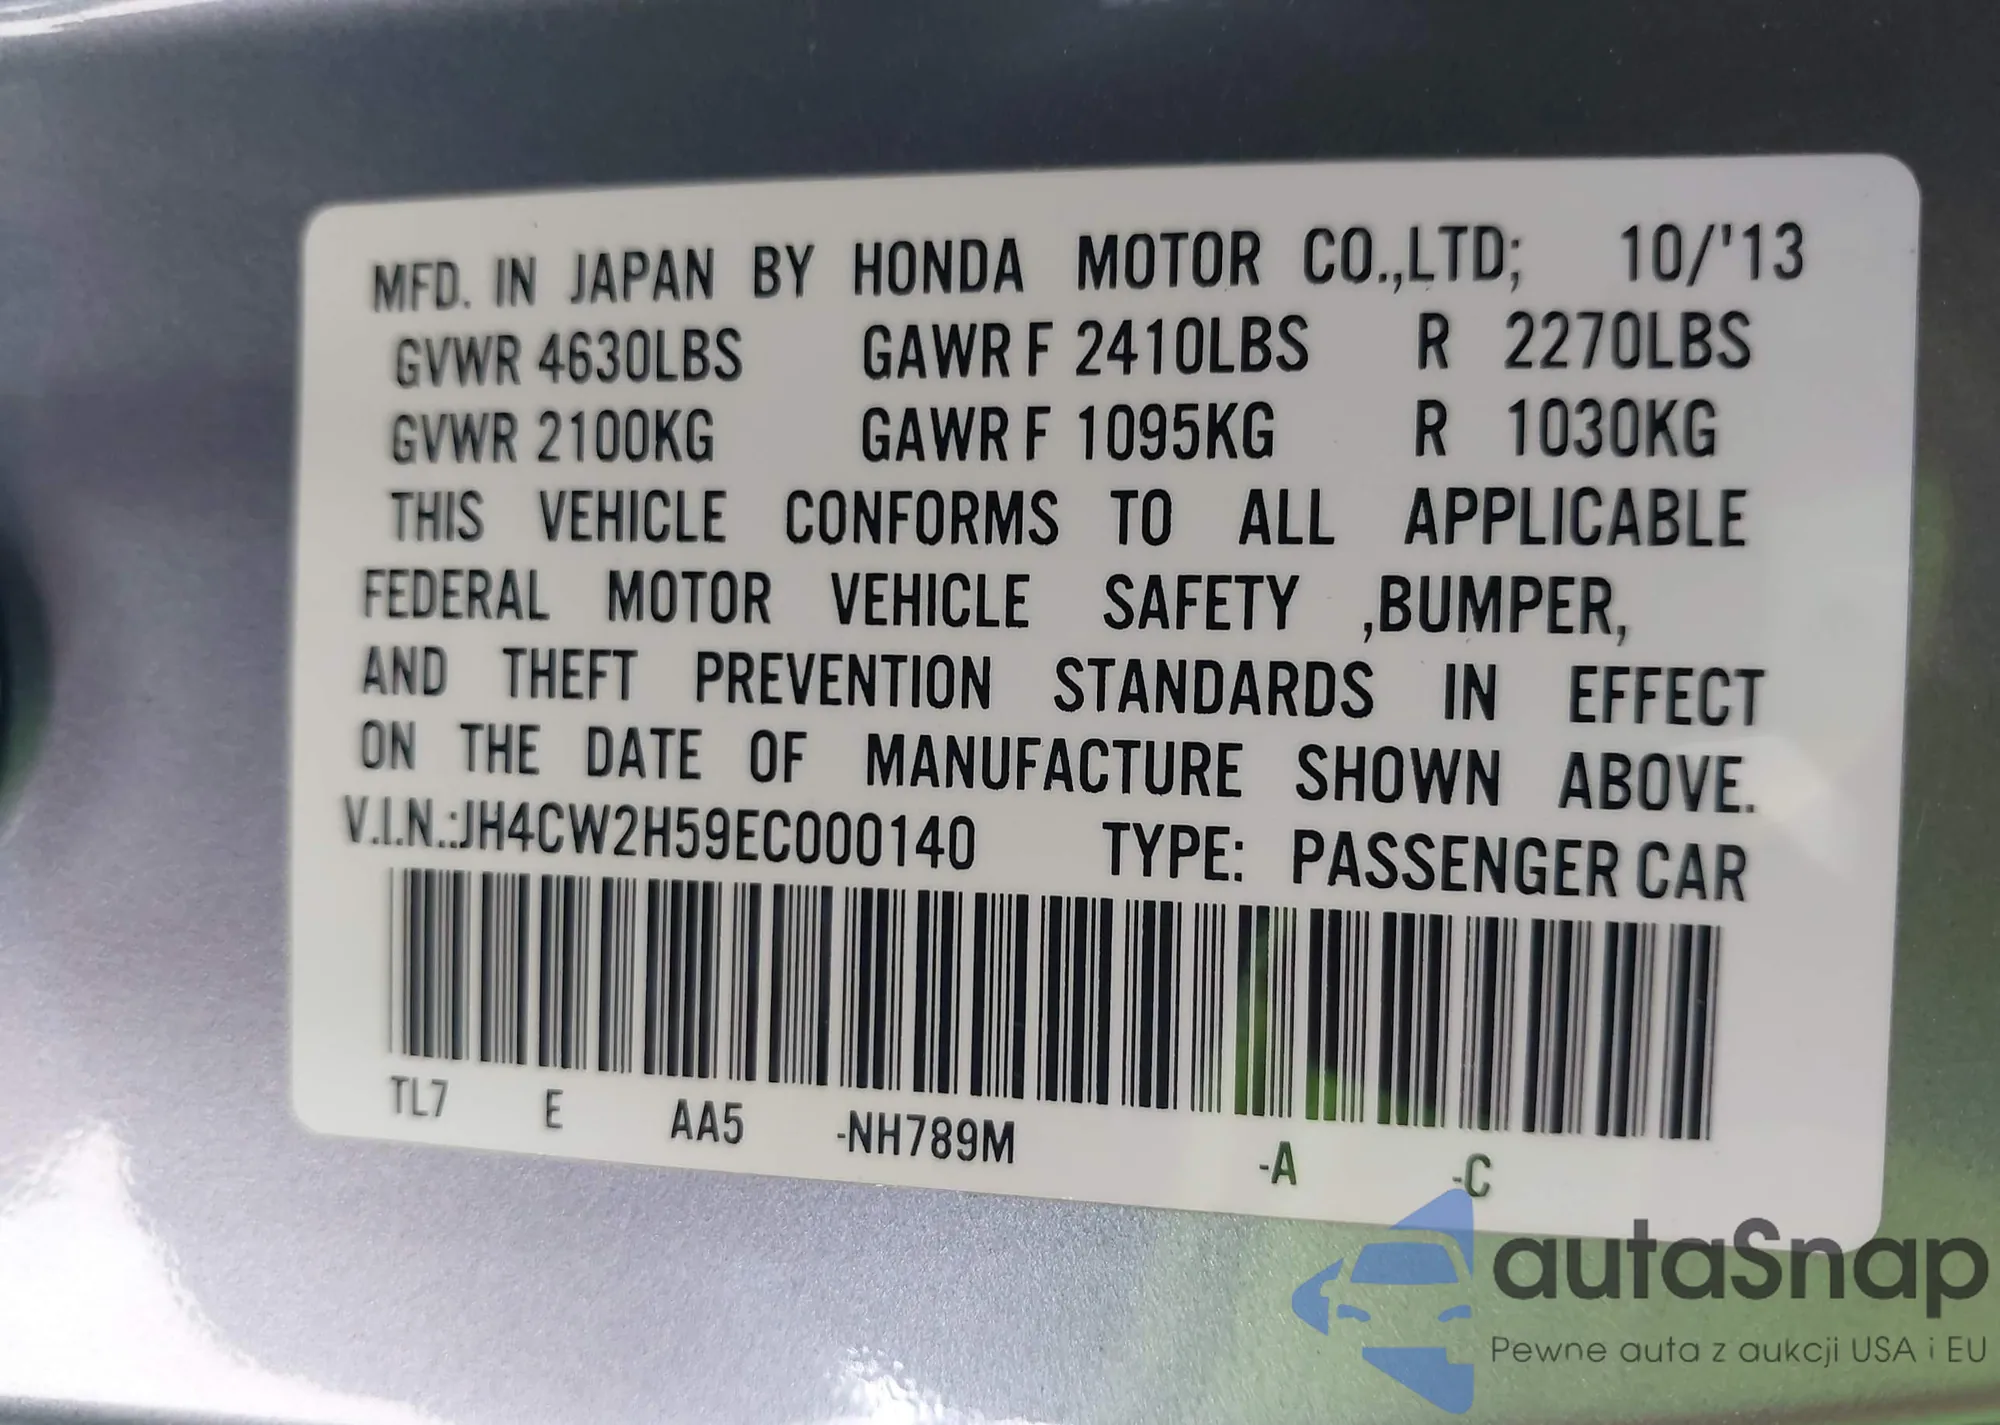 MFD. IN JAPAN BY HONDA MOTOR CO.,LTD; 10/'13
GVWR 4630LBS GAWR F 2410LBS R 2270LBS
GVWR 2100KG GAWR F 1095KG R 1030KG
THIS VEHICLE CONFORMS TO ALL APPLICABLE
FEDERAL MOTOR VEHICLE SAFETY ,BUMPER,
AND THEFT PREVENTION STANDARDS IN EFFECT
ON THE DATE OF MANUFACTURE SHOWN ABOVE.
V.I.N.:JH4CW2H59EC000140 TYPE: PASSENGER CAR
TL7 E AA5 -NH789M -A -C
autaSnap
Pewne auta z aukcji USA i EU